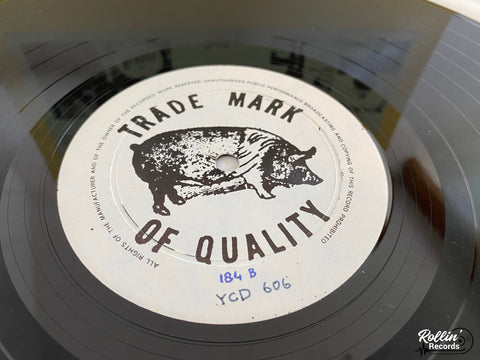 TRADE MARK
OF QUALITY
ALL RIGHTS OF THE MANUFACTURER AND OF THE OWNER OF THE RECORDED WORK RESERVED UNAUTHORISED PUBLIC PERFORMANCE BROADCASTING AND COPYING OF THIS RECORD PROHIBITED
184 B
YCD 606
Rollin'
Records